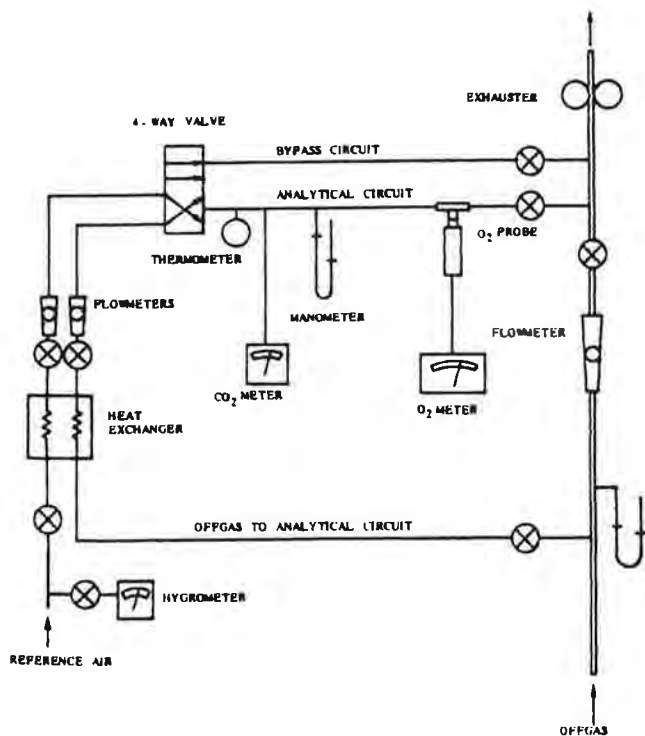 EXHAUSTER
4-WAY VALVE
BYPASS CIRCUIT
ANALYTICAL CIRCUIT
O2 PROBE
THERMOMETER
FLOWMETERS
MANOMETER
FLOWMETER
CO2 METER
O2 METER
HEAT
EXCHANGER
OFFGAS TO ANALYTICAL CIRCUIT
HYGROMETER
REFERENCE AIR
OFFGAS